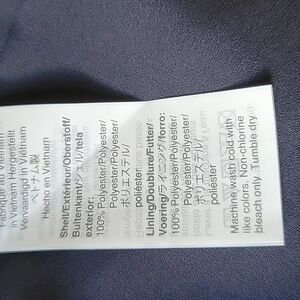 Fabriqué au Vietnam
in Vietnam Hergestellt
Vervaardigd in Vietnam
ベトナム製
Hecho en Vietnam
Shell/Extérieur/Oberstoff/
Buitenkant/シェル/tela
exterior:
100% Polyester/Polyester/
Polyester/Polyester/
ポリエステル/
poliéster
Lining/Doublure/Futter/
Voering/ライニング/forro:
100% Polyester/Polyester/
Polyester/Polyester/
ポリエステル/
poliéster
Machine wash cold with
like colors. Non-chlorine
bleach only. Tumble dry